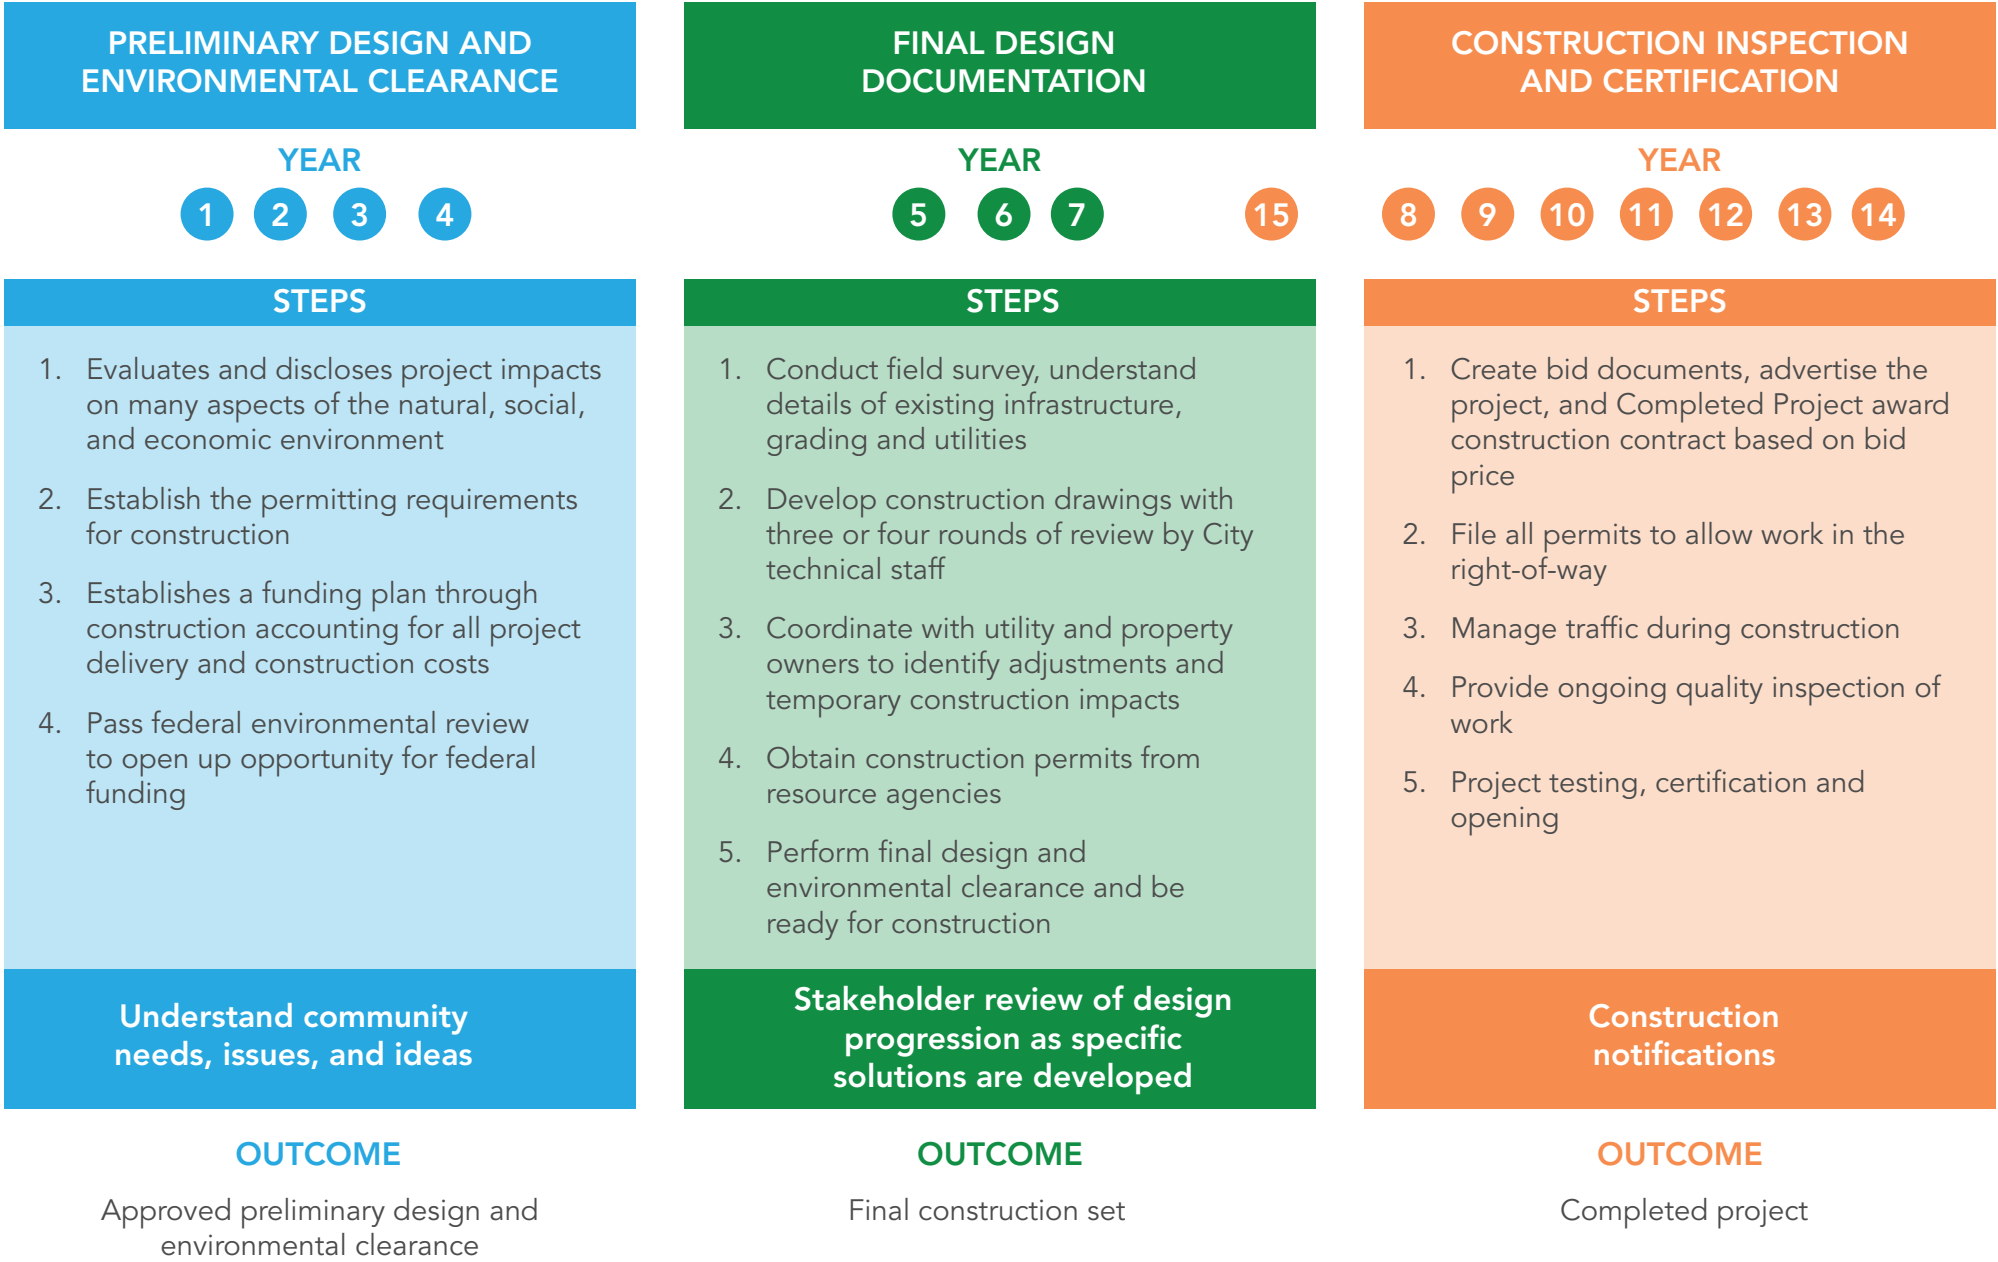 PRELIMINARY DESIGN AND
ENVIRONMENTAL CLEARANCE
YEAR
1 2 3 4
STEPS
1. Evaluates and discloses project impacts
on many aspects of the natural, social,
and economic environment
2. Establish the permitting requirements
for construction
3. Establishes a funding plan through
construction accounting for all project
delivery and construction costs
4. Pass federal environmental review
to open up opportunity for federal
funding
Understand community
needs, issues, and ideas
OUTCOME
Approved preliminary design and
environmental clearance
FINAL DESIGN
DOCUMENTATION
YEAR
5 6 7
15
STEPS
1. Conduct field survey, understand
details of existing infrastructure,
grading and utilities
2. Develop construction drawings with
three or four rounds of review by City
technical staff
3. Coordinate with utility and property
owners to identify adjustments and
temporary construction impacts
4. Obtain construction permits from
resource agencies
5. Perform final design and
environmental clearance and be
ready for construction
Stakeholder review of design
progression as specific
solutions are developed
OUTCOME
Final construction set
CONSTRUCTION INSPECTION
AND CERTIFICATION
YEAR
8 9 10 11 12 13 14
STEPS
1. Create bid documents, advertise the
project, and Completed Project award
construction contract based on bid
price
2. File all permits to allow work in the
right-of-way
3. Manage traffic during construction
4. Provide ongoing quality inspection of
work
5. Project testing, certification and
opening
Construction
notifications
OUTCOME
Completed project